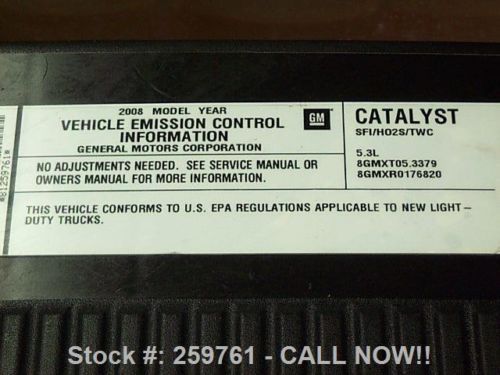 2008 MODEL YEAR
VEHICLE EMISSION CONTROL
INFORMATION
GENERAL MOTORS CORPORATION
GM
CATALYST
SFI/HO2S/TWC
5.3L
8GMXT05.3379
8GMXR0176820
NO ADJUSTMENTS NEEDED. SEE SERVICE MANUAL OR
OWNERS MANUAL FOR MORE INFORMATION.
THIS VEHICLE CONFORMS TO U.S. EPA REGULATIONS APPLICABLE TO NEW LIGHT-
DUTY TRUCKS.
*81259761*
Stock #: 259761 - CALL NOW!!